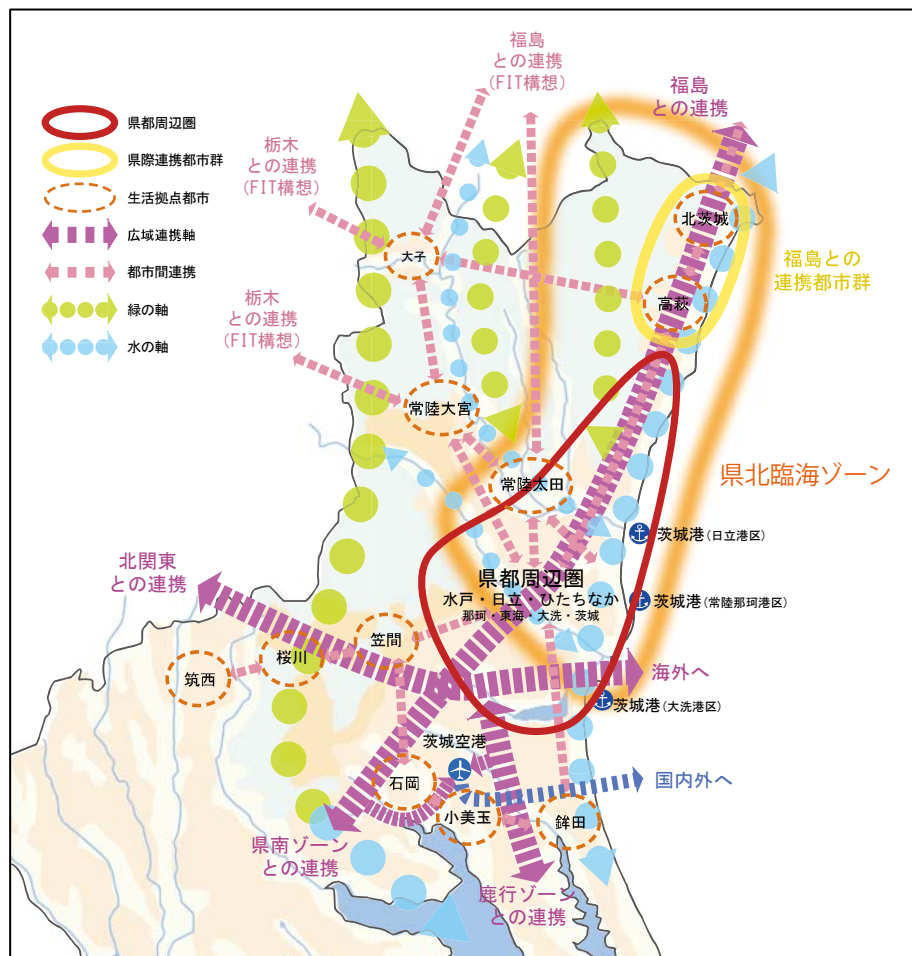 県都周辺圏
県際連携都市群
生活拠点都市
広域連携軸
都市間連携
緑の軸
水の軸
福島
との連携
(FIT構想)
福島
との連携
栃木
との連携
(FIT構想)
北茨城
大子
福島との
連携都市群
高萩
栃木
との連携
(FIT構想)
常陸大宮
常陸太田
県北臨海ゾーン
茨城港(日立港区)
北関東
との連携
県都周辺圏
水戸・日立・ひたちなか
那珂・東海・大洗・茨城
茨城港(常陸那珂港区)
笠間
桜川
筑西
海外へ
茨城港(大洗港区)
茨城空港
国内外へ
石岡
小美玉
鉾田
県南ゾーン
との連携
鹿行ゾーン
との連携